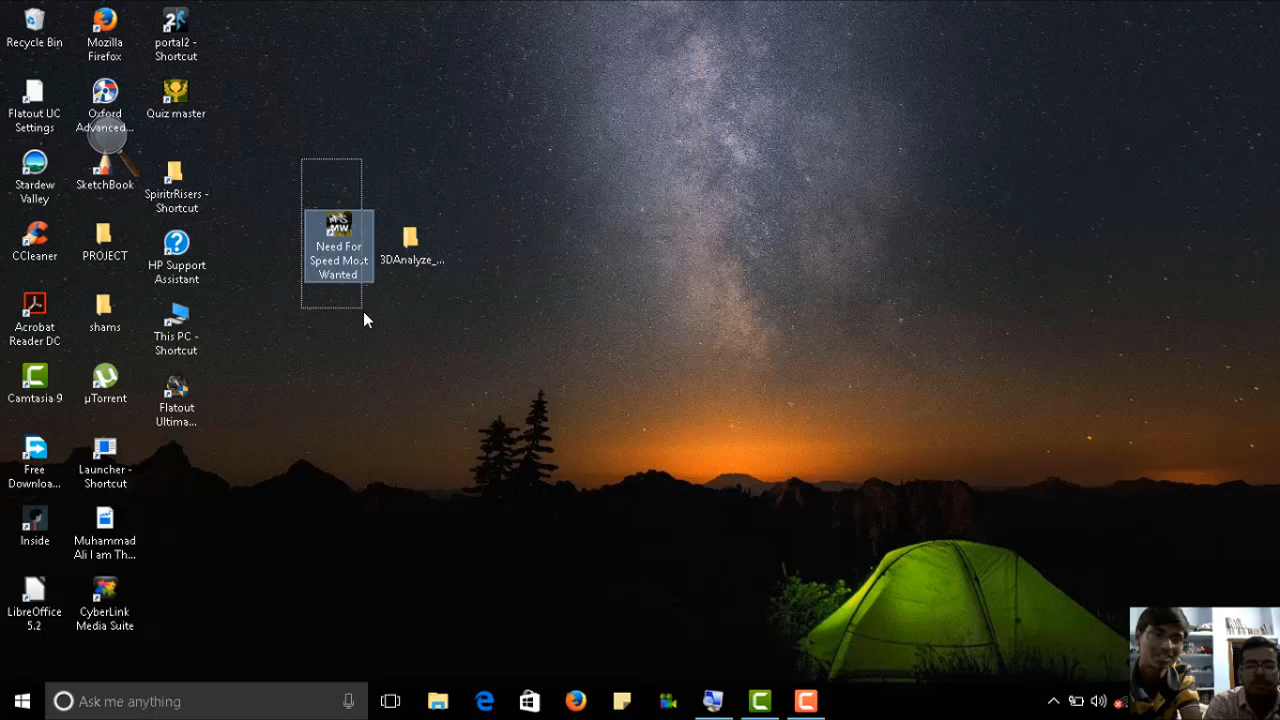 Recycle Bin
Mozilla
Firefox
portal2 -
Shortcut
Flatout UC
Settings
Oxford
Advanced...
Quiz master
Stardew
Valley
SketchBook
SpiritrRisers -
Shortcut
CCleaner
PROJECT
HP Support
Assistant
Acrobat
Reader DC
shams
This PC -
Shortcut
Camtasia 9
µTorrent
Flatout
Ultima...
Free
Downloa...
Launcher -
Shortcut
Inside
Muhammad
Ali I am Th...
LibreOffice
5.2
CyberLink
Media Suite
MW
Need For
Speed Most
Wanted
3DAnalyze_...
Ask me anything